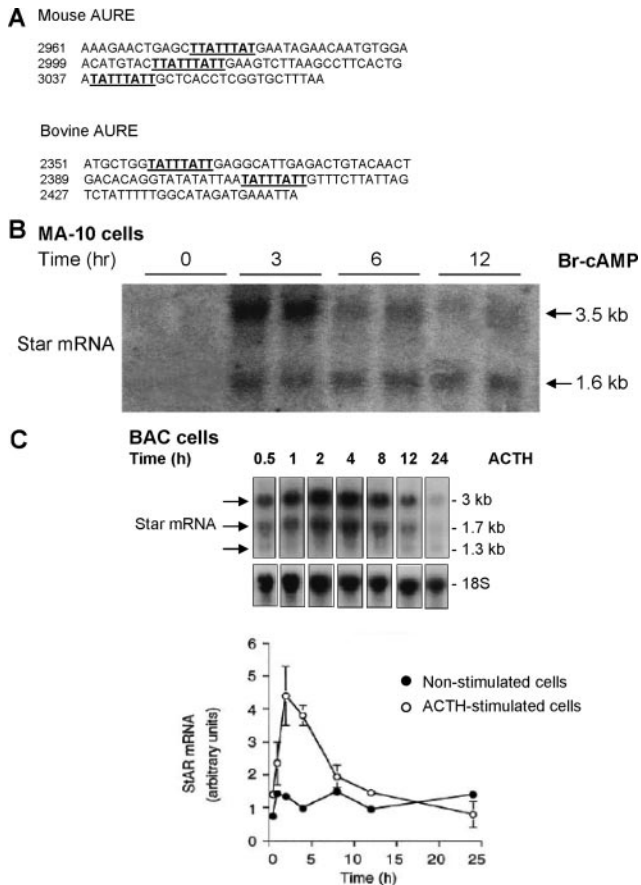 A Mouse AURE
2961 AAAGAACTGAGCTTATTTATGAATAGAACAATGTGGA
2999 ACATGTACTTATTTATTGAAGTCTTAAGCCTTCACTG
3037 ATATTTATTGCTCACCTCGGTGCTTTAA
Bovine AURE
2351 ATGCTGGTATTTATTGAGGCATTGAGACTGTACAACT
2389 GACACAGGTATATATTAATATTTATTGTTTCTTATTAG
2427 TCTATTTTTGGCATAGATGAAATTA
B MA-10 cells
Time (hr) 0 3 6 12 Br-cAMP
3.5 kb
Star mRNA
1.6 kb
C BAC cells
Time (h) 0.5 1 2 4 8 12 24 ACTH
- 3 kb
Star mRNA - 1.7 kb
- 1.3 kb
- 18S
6
5
4
3
2
1
0
StAR mRNA
(arbitrary units)
Non-stimulated cells
ACTH-stimulated cells
0 5 10 15 20 25
Time (h)